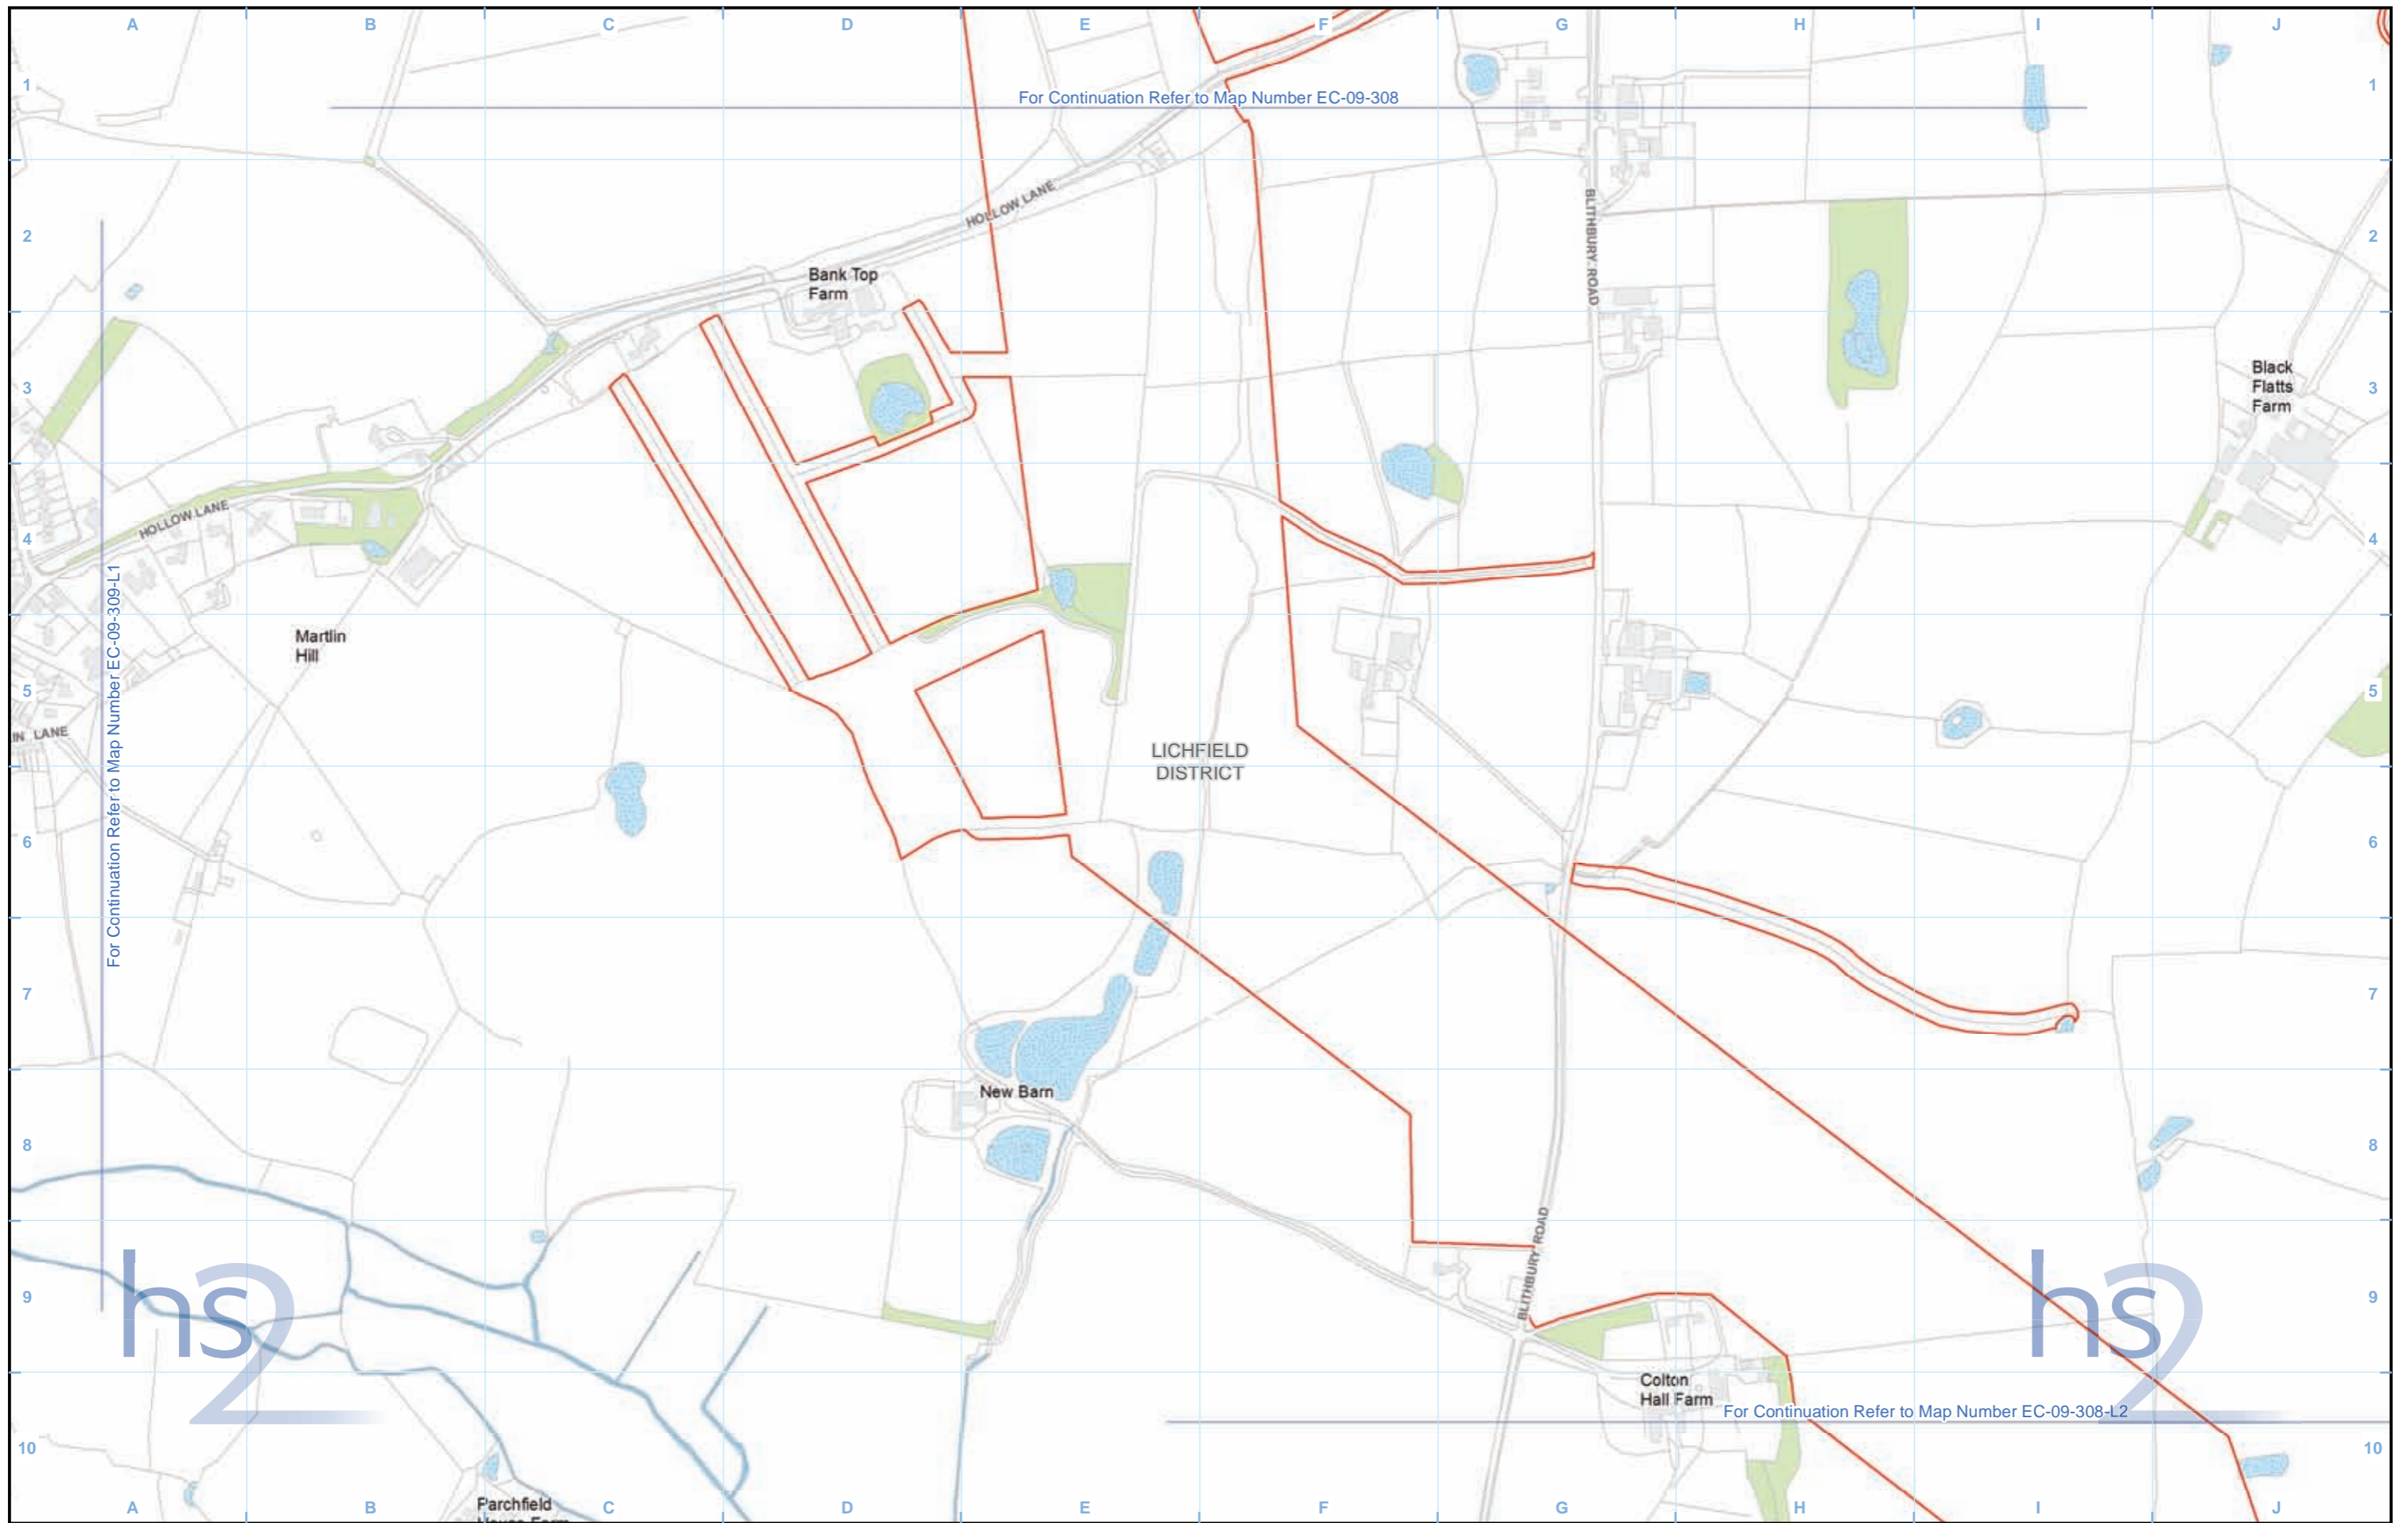 A B C D E F G H I J
1 1
For Continuation Refer to Map Number EC-09-308
HOLLOW LANE
BLITHBURY ROAD
2 2
Bank Top
Farm
3 3
Black
Flatts
Farm
HOLLOW LANE
4 4
For Continuation Refer to Map Number EC-09-309-L1
Martlin
Hill
5 5
LANE
LICHFIELD
DISTRICT
6 6
7 7
New Barn
8 8
BLITHBURY ROAD
9 9
hs2 hs2
Colton
Hall Farm
For Continuation Refer to Map Number EC-09-308-L2
10 10
Parchfield
A B C D E F G H I J